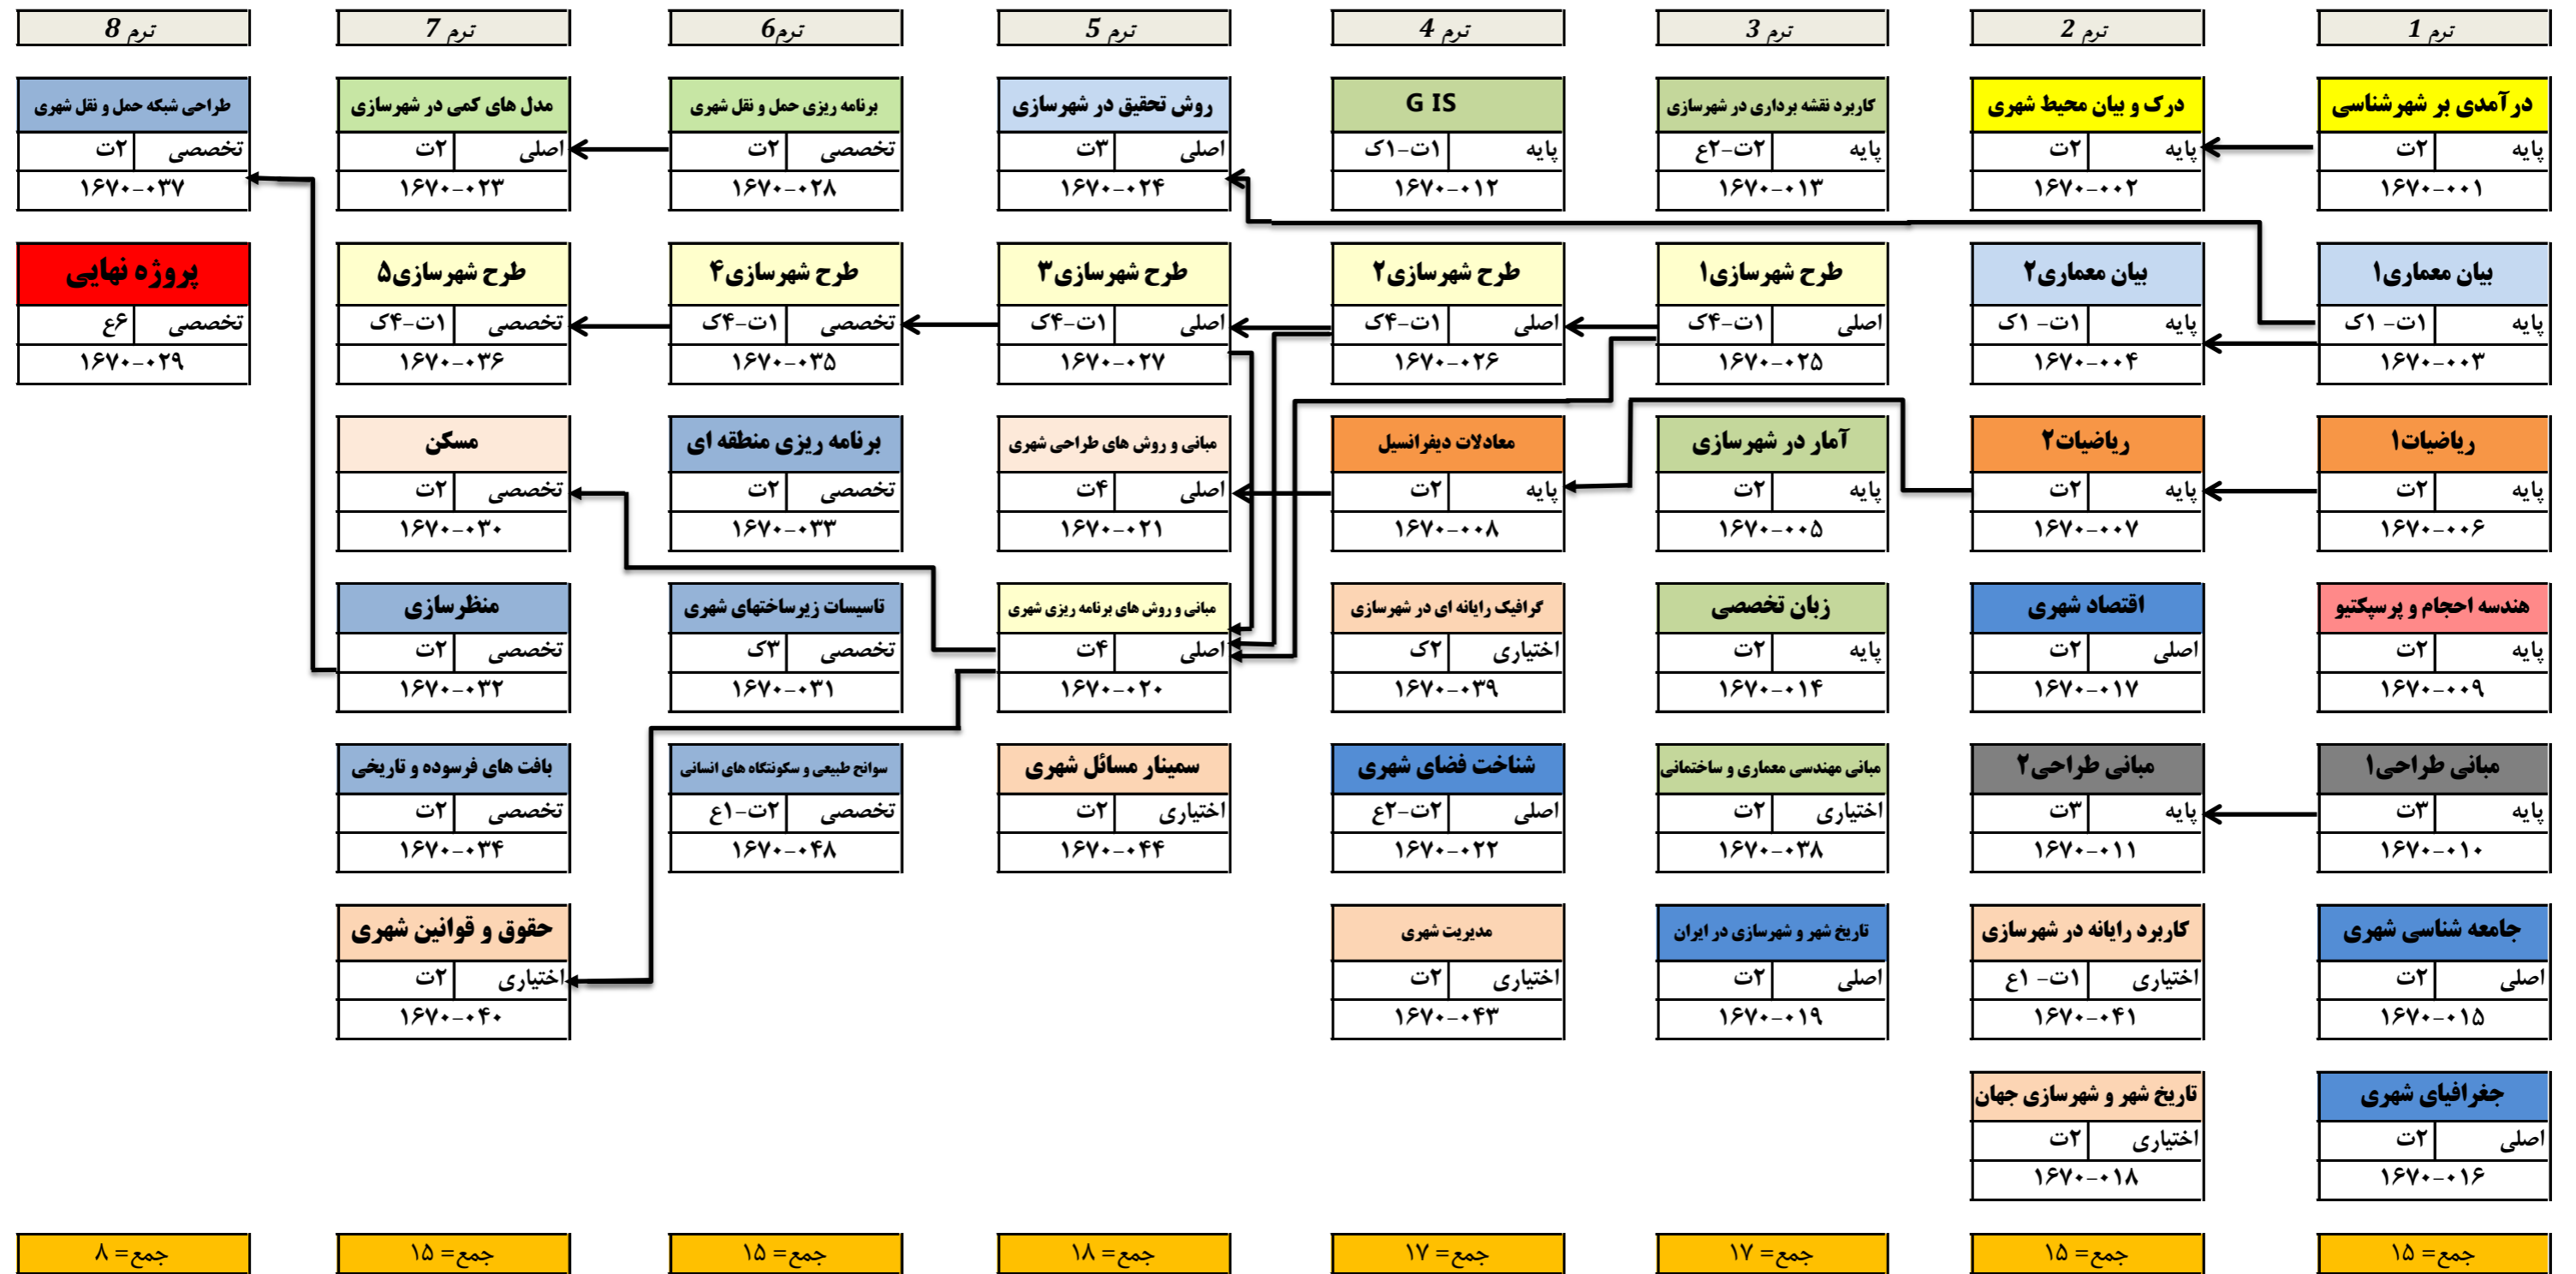 ترم 1
ترم 2
ترم 3
ترم 4
ترم 5
ترم6
ترم 7
ترم 8
درآمدی بر شهرشناسی
پایه ۲ت
۱۶۷۰-۰۰۱
درک و بیان محیط شهری
پایه ۲ت
۱۶۷۰-۰۰۲
کاربرد نقشه برداری در شهرسازی
پایه ۲ت-۲ع
۱۶۷۰-۰۱۳
G IS
پایه ۱ت-۱ک
۱۶۷۰-۰۱۲
روش تحقیق در شهرسازی
اصلی ۳ت
۱۶۷۰-۰۲۴
برنامه ریزی حمل و نقل شهری
تخصصی ۲ت
۱۶۷۰-۰۲۸
مدل های کمی در شهرسازی
اصلی ۲ت
۱۶۷۰-۰۲۳
طراحی شبکه حمل و نقل شهری
تخصصی ۲ت
۱۶۷۰-۰۳۷
بیان معماری۱
پایه ۱ت- ۱ک
۱۶۷۰-۰۰۳
بیان معماری۲
پایه ۱ت- ۱ک
۱۶۷۰-۰۰۴
طرح شهرسازی۱
اصلی ۱ت-۴ک
۱۶۷۰-۰۲۵
طرح شهرسازی۲
اصلی ۱ت-۴ک
۱۶۷۰-۰۲۶
طرح شهرسازی۳
اصلی ۱ت-۴ک
۱۶۷۰-۰۲۷
طرح شهرسازی۴
تخصصی ۱ت-۴ک
۱۶۷۰-۰۳۵
طرح شهرسازی۵
تخصصی ۱ت-۴ک
۱۶۷۰-۰۳۶
پروژه نهایی
تخصصی ۶ع
۱۶۷۰-۰۲۹
ریاضیات۱
پایه ۲ت
۱۶۷۰-۰۰۶
ریاضیات۲
پایه ۲ت
۱۶۷۰-۰۰۷
آمار در شهرسازی
پایه ۲ت
۱۶۷۰-۰۰۵
معادلات دیفرانسیل
پایه ۲ت
۱۶۷۰-۰۰۸
مبانی و روش های طراحی شهری
اصلی ۴ت
۱۶۷۰-۰۲۱
برنامه ریزی منطقه ای
تخصصی ۲ت
۱۶۷۰-۰۳۳
مسکن
تخصصی ۲ت
۱۶۷۰-۰۳۰
هندسه احجام و پرسپکتیو
پایه ۲ت
۱۶۷۰-۰۰۹
اقتصاد شهری
اصلی ۲ت
۱۶۷۰-۰۱۷
زبان تخصصی
پایه ۲ت
۱۶۷۰-۰۱۴
گرافیک رایانه ای در شهرسازی
اختیاری ۲ک
۱۶۷۰-۰۳۹
مبانی و روش های برنامه ریزی شهری
اصلی ۴ت
۱۶۷۰-۰۲۰
تاسیسات زیرساختهای شهری
تخصصی ۳ک
۱۶۷۰-۰۳۱
منظرسازی
تخصصی ۲ت
۱۶۷۰-۰۳۲
مبانی طراحی۱
پایه ۳ت
۱۶۷۰-۰۱۰
مبانی طراحی۲
پایه ۳ت
۱۶۷۰-۰۱۱
مبانی مهندسی معماری و ساختمانی
اختیاری ۲ت
۱۶۷۰-۰۳۸
شناخت فضای شهری
اصلی ۲ت-۲ع
۱۶۷۰-۰۲۲
سمینار مسائل شهری
اختیاری ۲ت
۱۶۷۰-۰۴۴
سوانح طبیعی و سکونتگاه های انسانی
تخصصی ۲ت-۱ع
۱۶۷۰-۰۴۸
بافت های فرسوده و تاریخی
تخصصی ۲ت
۱۶۷۰-۰۳۴
جامعه شناسی شهری
اصلی ۲ت
۱۶۷۰-۰۱۵
کاربرد رایانه در شهرسازی
اختیاری ۱ت- ۱ع
۱۶۷۰-۰۴۱
تاریخ شهر و شهرسازی در ایران
اصلی ۲ت
۱۶۷۰-۰۱۹
مدیریت شهری
اختیاری ۲ت
۱۶۷۰-۰۴۳
حقوق و قوانین شهری
اختیاری ۲ت
۱۶۷۰-۰۴۰
جغرافیای شهری
اصلی ۲ت
۱۶۷۰-۰۱۶
تاریخ شهر و شهرسازی جهان
اختیاری ۲ت
۱۶۷۰-۰۱۸
جمع= ۱۵
جمع= ۱۵
جمع= ۱۷
جمع= ۱۷
جمع= ۱۸
جمع= ۱۵
جمع= ۱۵
جمع= ۸